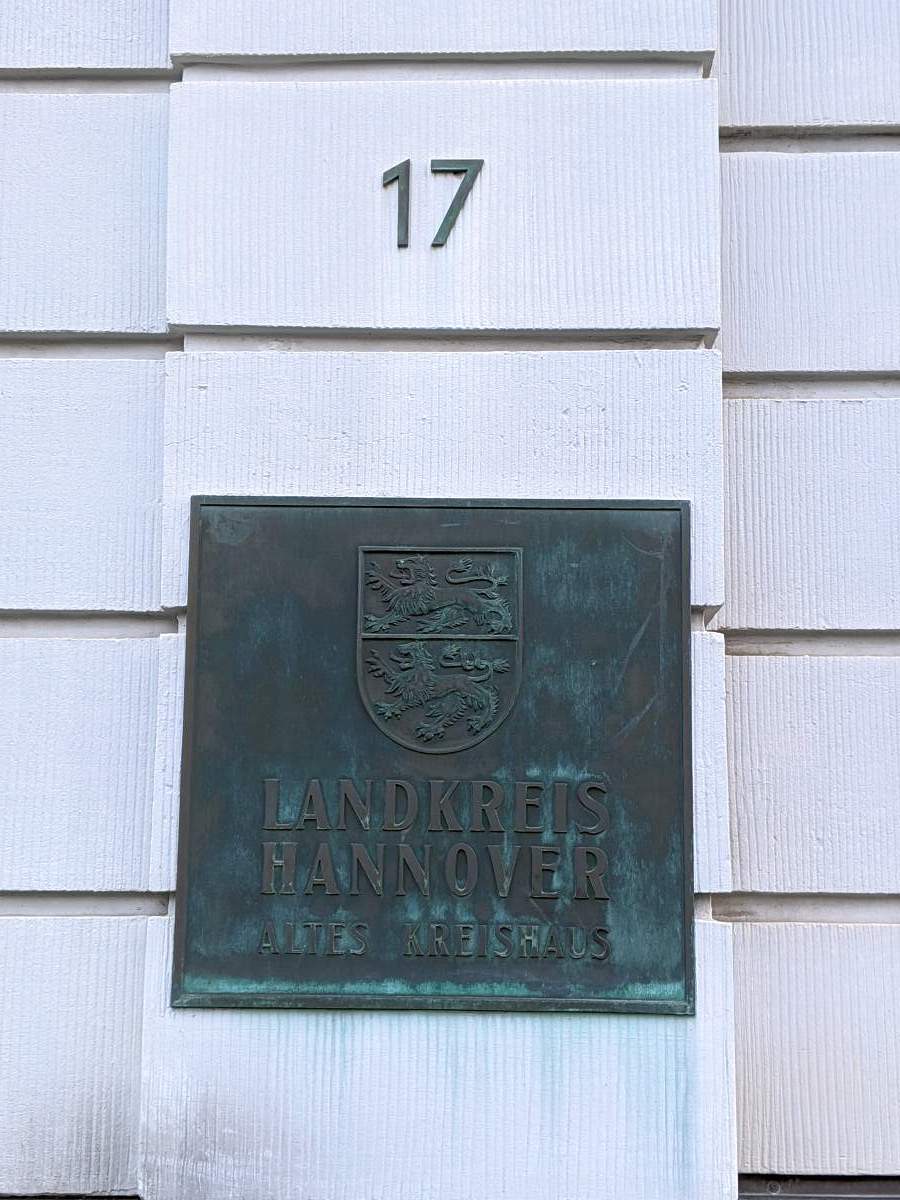 17
LANDKREIS
HANNOVER
ALTES KREISHAUS